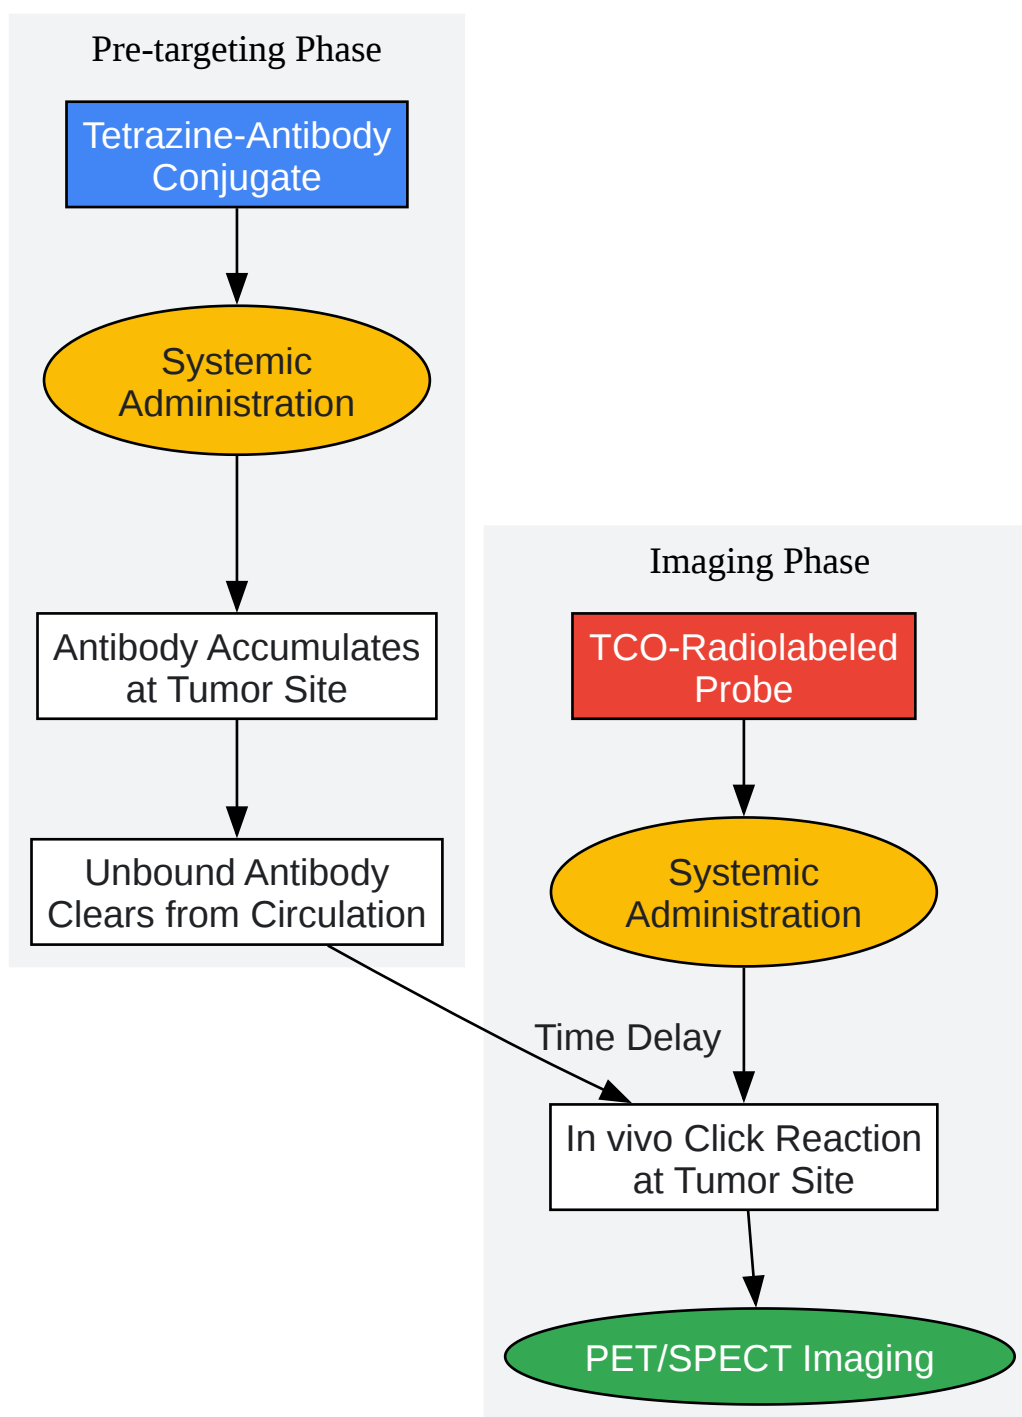 Pre-targeting Phase
Tetrazine-Antibody
Conjugate
Systemic
Administration
Antibody Accumulates
at Tumor Site
Unbound Antibody
Clears from Circulation
Imaging Phase
TCO-Radiolabeled
Probe
Systemic
Administration
Time Delay
In vivo Click Reaction
at Tumor Site
PET/SPECT Imaging